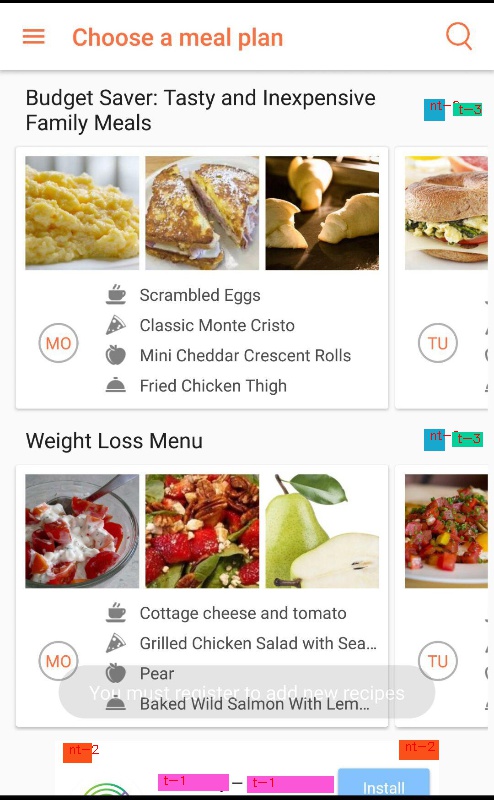 Choose a meal plan
Budget Saver: Tasty and Inexpensive
Family Meals
nt-
t-3
Scrambled Eggs
Classic Monte Cristo
MO
TU
Mini Cheddar Crescent Rolls
Fried Chicken Thigh
Weight Loss Menu
nt-
t-3
Cottage cheese and tomato
Grilled Chicken Salad with Sea...
MO
TU
Pear
You must register to add new recipes
Baked Wild Salmon With Lem...
nt-2
nt-2
t-1
t-1
Install